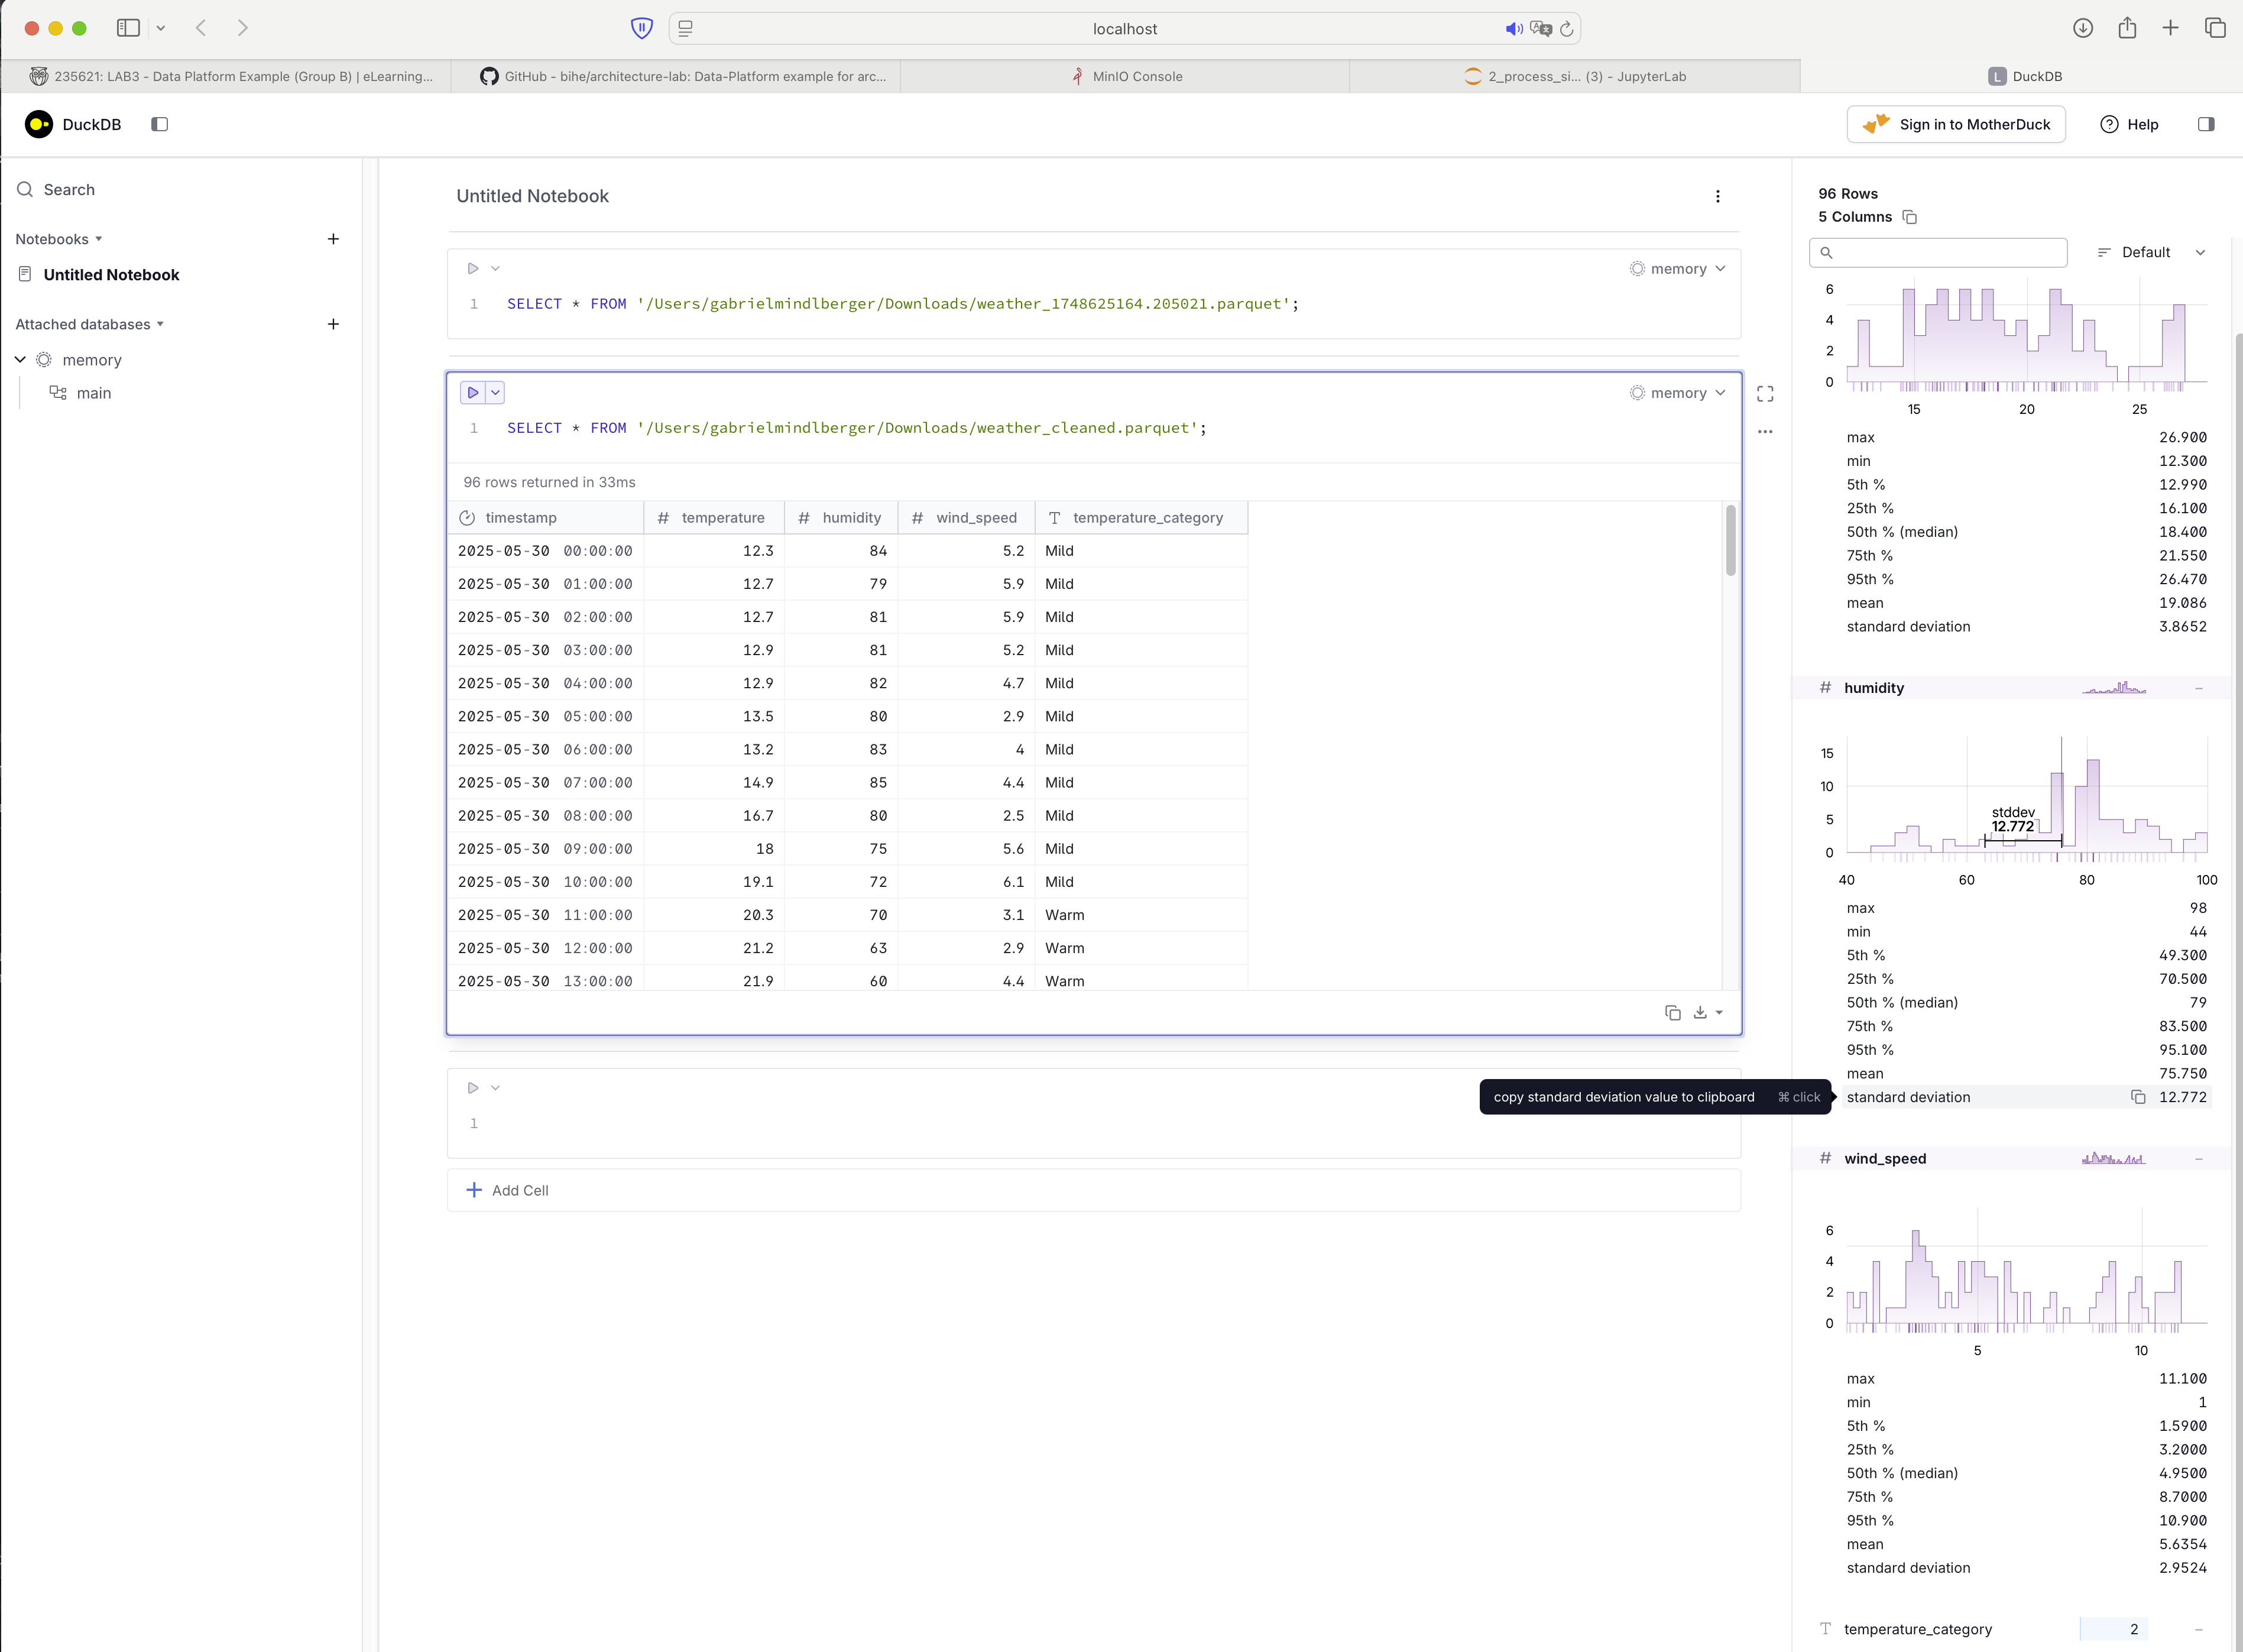 localhost
235621: LAB3 - Data Platform Example (Group B) | eLearning...
GitHub - bihe/architecture-lab: Data-Platform example for arc...
MinIO Console
2_process_si... (3) - JupyterLab
L DuckDB
DuckDB
Sign in to MotherDuck
Help
Search
Notebooks
Untitled Notebook
Attached databases
memory
main
Untitled Notebook
memory
1 SELECT * FROM '/Users/gabrielmindlberger/Downloads/weather_1748625164.205021.parquet';
memory
1 SELECT * FROM '/Users/gabrielmindlberger/Downloads/weather_cleaned.parquet';
96 rows returned in 33ms
timestamp # temperature # humidity # wind_speed T temperature_category
2025-05-30 00:00:00 12.3 84 5.2 Mild
2025-05-30 01:00:00 12.7 79 5.9 Mild
2025-05-30 02:00:00 12.7 81 5.9 Mild
2025-05-30 03:00:00 12.9 81 5.2 Mild
2025-05-30 04:00:00 12.9 82 4.7 Mild
2025-05-30 05:00:00 13.5 80 2.9 Mild
2025-05-30 06:00:00 13.2 83 4 Mild
2025-05-30 07:00:00 14.9 85 4.4 Mild
2025-05-30 08:00:00 16.7 80 2.5 Mild
2025-05-30 09:00:00 18 75 5.6 Mild
2025-05-30 10:00:00 19.1 72 6.1 Mild
2025-05-30 11:00:00 20.3 70 3.1 Warm
2025-05-30 12:00:00 21.2 63 2.9 Warm
2025-05-30 13:00:00 21.9 60 4.4 Warm
1
Add Cell
copy standard deviation value to clipboard ⌘ click
96 Rows
5 Columns
Default
6
4
2
0
15 20 25
max 26.900
min 12.300
5th % 12.990
25th % 16.100
50th % (median) 18.400
75th % 21.550
95th % 26.470
mean 19.086
standard deviation 3.8652
# humidity
15
10
5
0
stddev
12.772
40 60 80 100
max 98
min 44
5th % 49.300
25th % 70.500
50th % (median) 79
75th % 83.500
95th % 95.100
mean 75.750
standard deviation 12.772
# wind_speed
6
4
2
0
5 10
max 11.100
min 1
5th % 1.5900
25th % 3.2000
50th % (median) 4.9500
75th % 8.7000
95th % 10.900
mean 5.6354
standard deviation 2.9524
T temperature_category 2